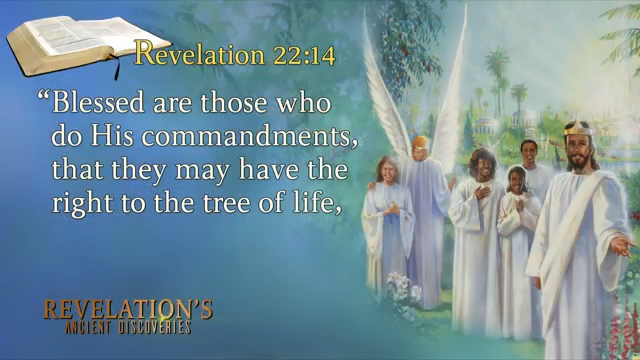 Revelation 22:14
“Blessed are those who
do His commandments,
that they may have the
right to the tree of life,
REVELATION'S
ANCIENT DISCOVERIES